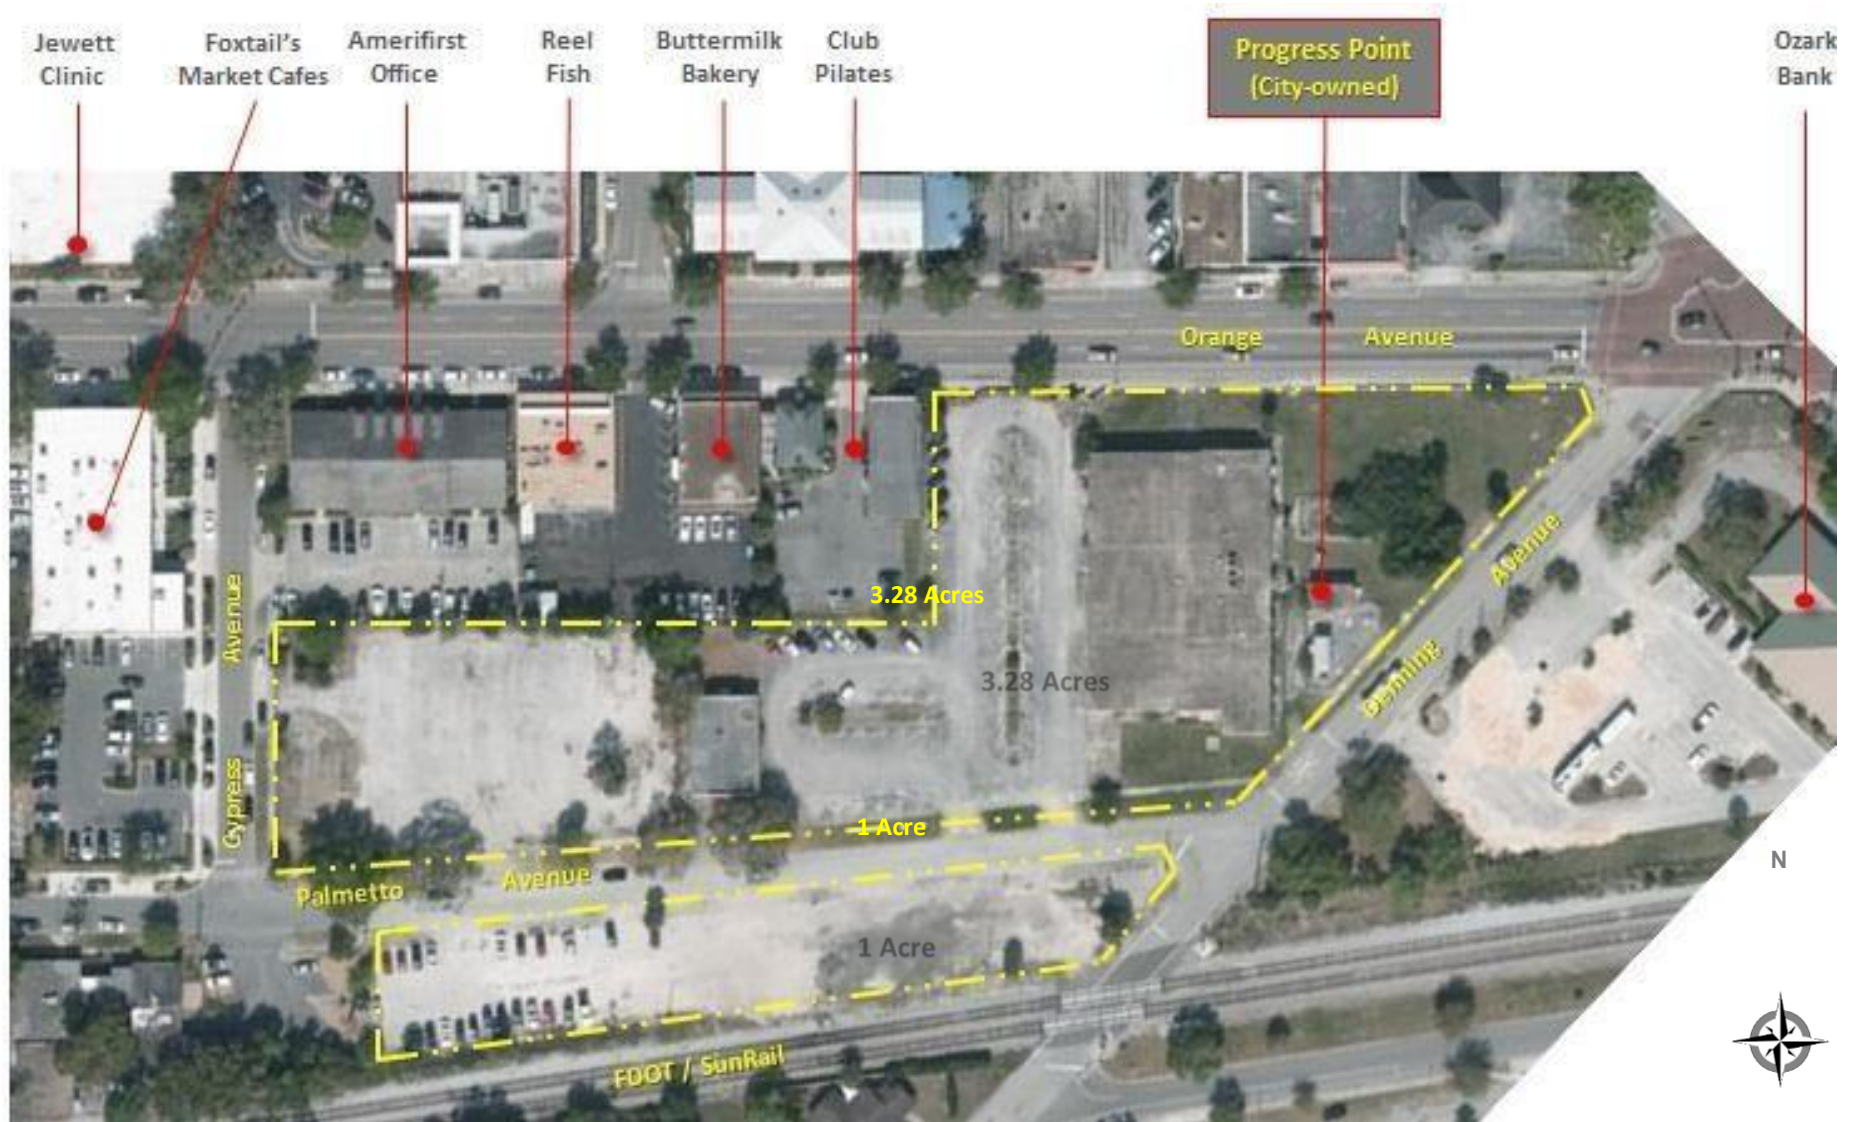 Jewett
Clinic
Foxtail's
Market Cafes
Amerifirst
Office
Reel
Fish
Buttermilk
Bakery
Club
Pilates
Progress Point
(City-owned)
Ozark
Bank
Orange Avenue
Avenue
Cypress
3.28 Acres
3.28 Acres
Avenue
Denning
1 Acre
Palmetto Avenue
1 Acre
FDOT / SunRail
N